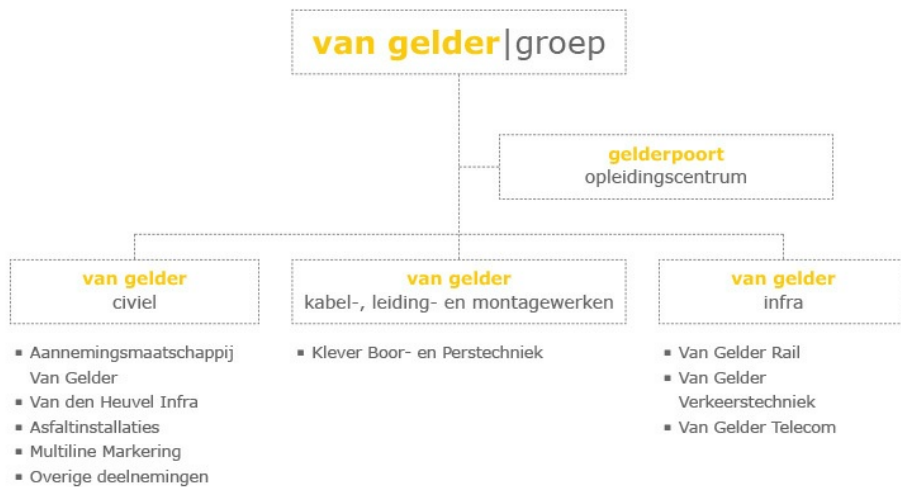 van gelder|groep
gelderpoort
opleidingscentrum
van gelder
civiel
▪ Aannemingsmaatschappij
Van Gelder
▪ Van den Heuvel Infra
▪ Asfaltinstallaties
▪ Multiline Markering
▪ Overige deelnemingen
van gelder
kabel-, leiding- en montagewerken
▪ Klever Boor- en Perstechniek
van gelder
infra
▪ Van Gelder Rail
▪ Van Gelder
Verkeerstechniek
▪ Van Gelder Telecom